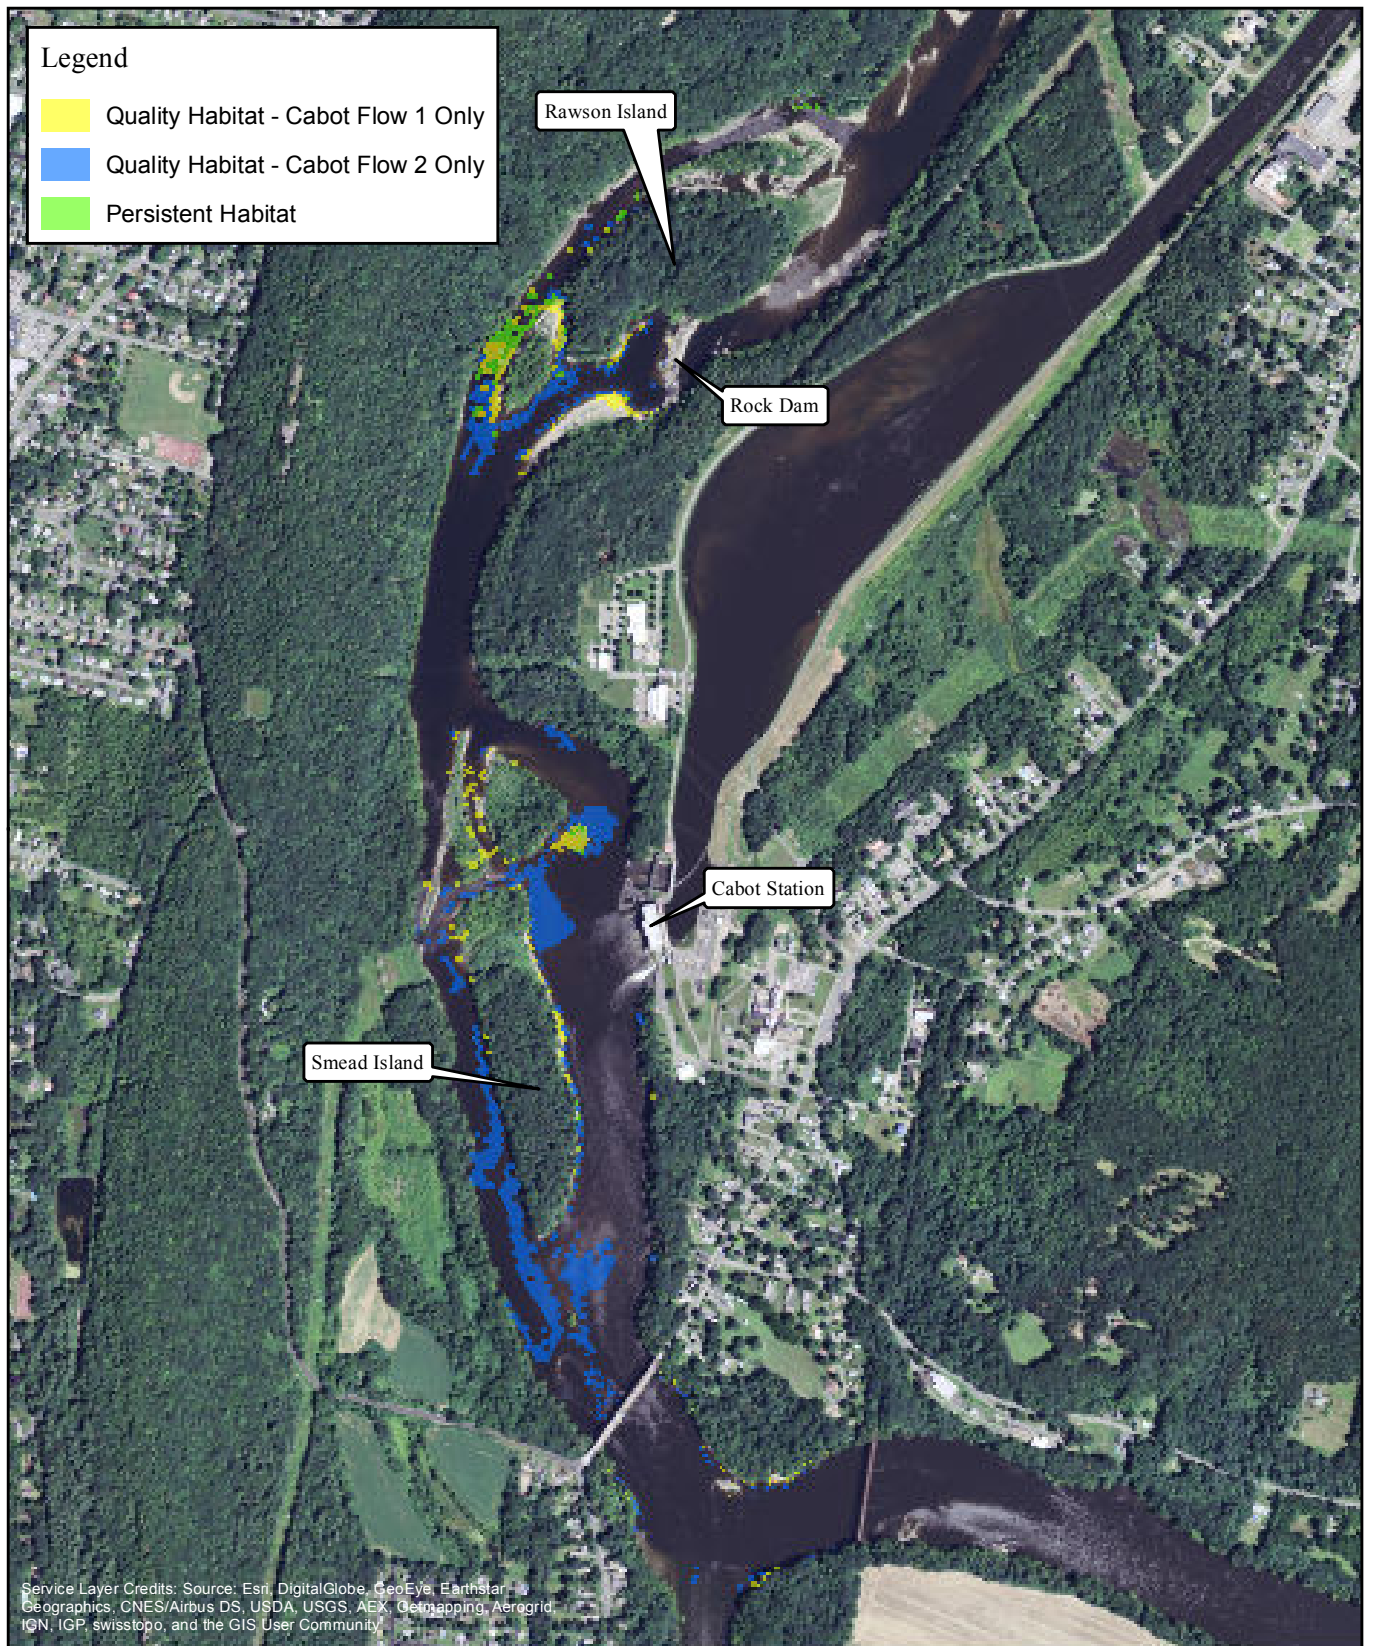 Legend
Quality Habitat - Cabot Flow 1 Only
Quality Habitat - Cabot Flow 2 Only
Persistent Habitat
Rawson Island
Rock Dam
Cabot Station
Smead Island
Service Layer Credits: Source: Esri, DigitalGlobe, GeoEye, Earthstar
Geographics, CNES/Airbus DS, USDA, USGS, AEX, Getmapping, Aerogrid,
IGN, IGP, swisstopo, and the GIS User Community